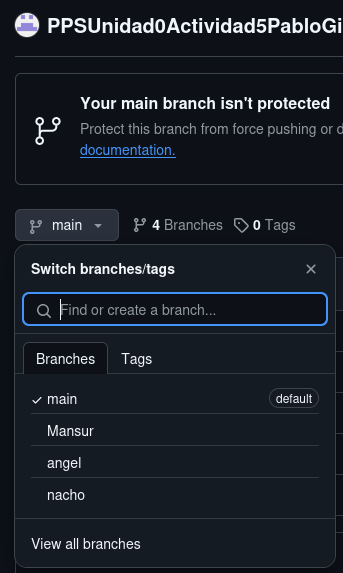 PPSUnidad0Actividad5PabloGi
Your main branch isn't protected
Protect this branch from force pushing or d
documentation.
main 4 Branches 0 Tags
Switch branches/tags
Find or create a branch...
Branches Tags
main default
Mansur
angel
nacho
View all branches